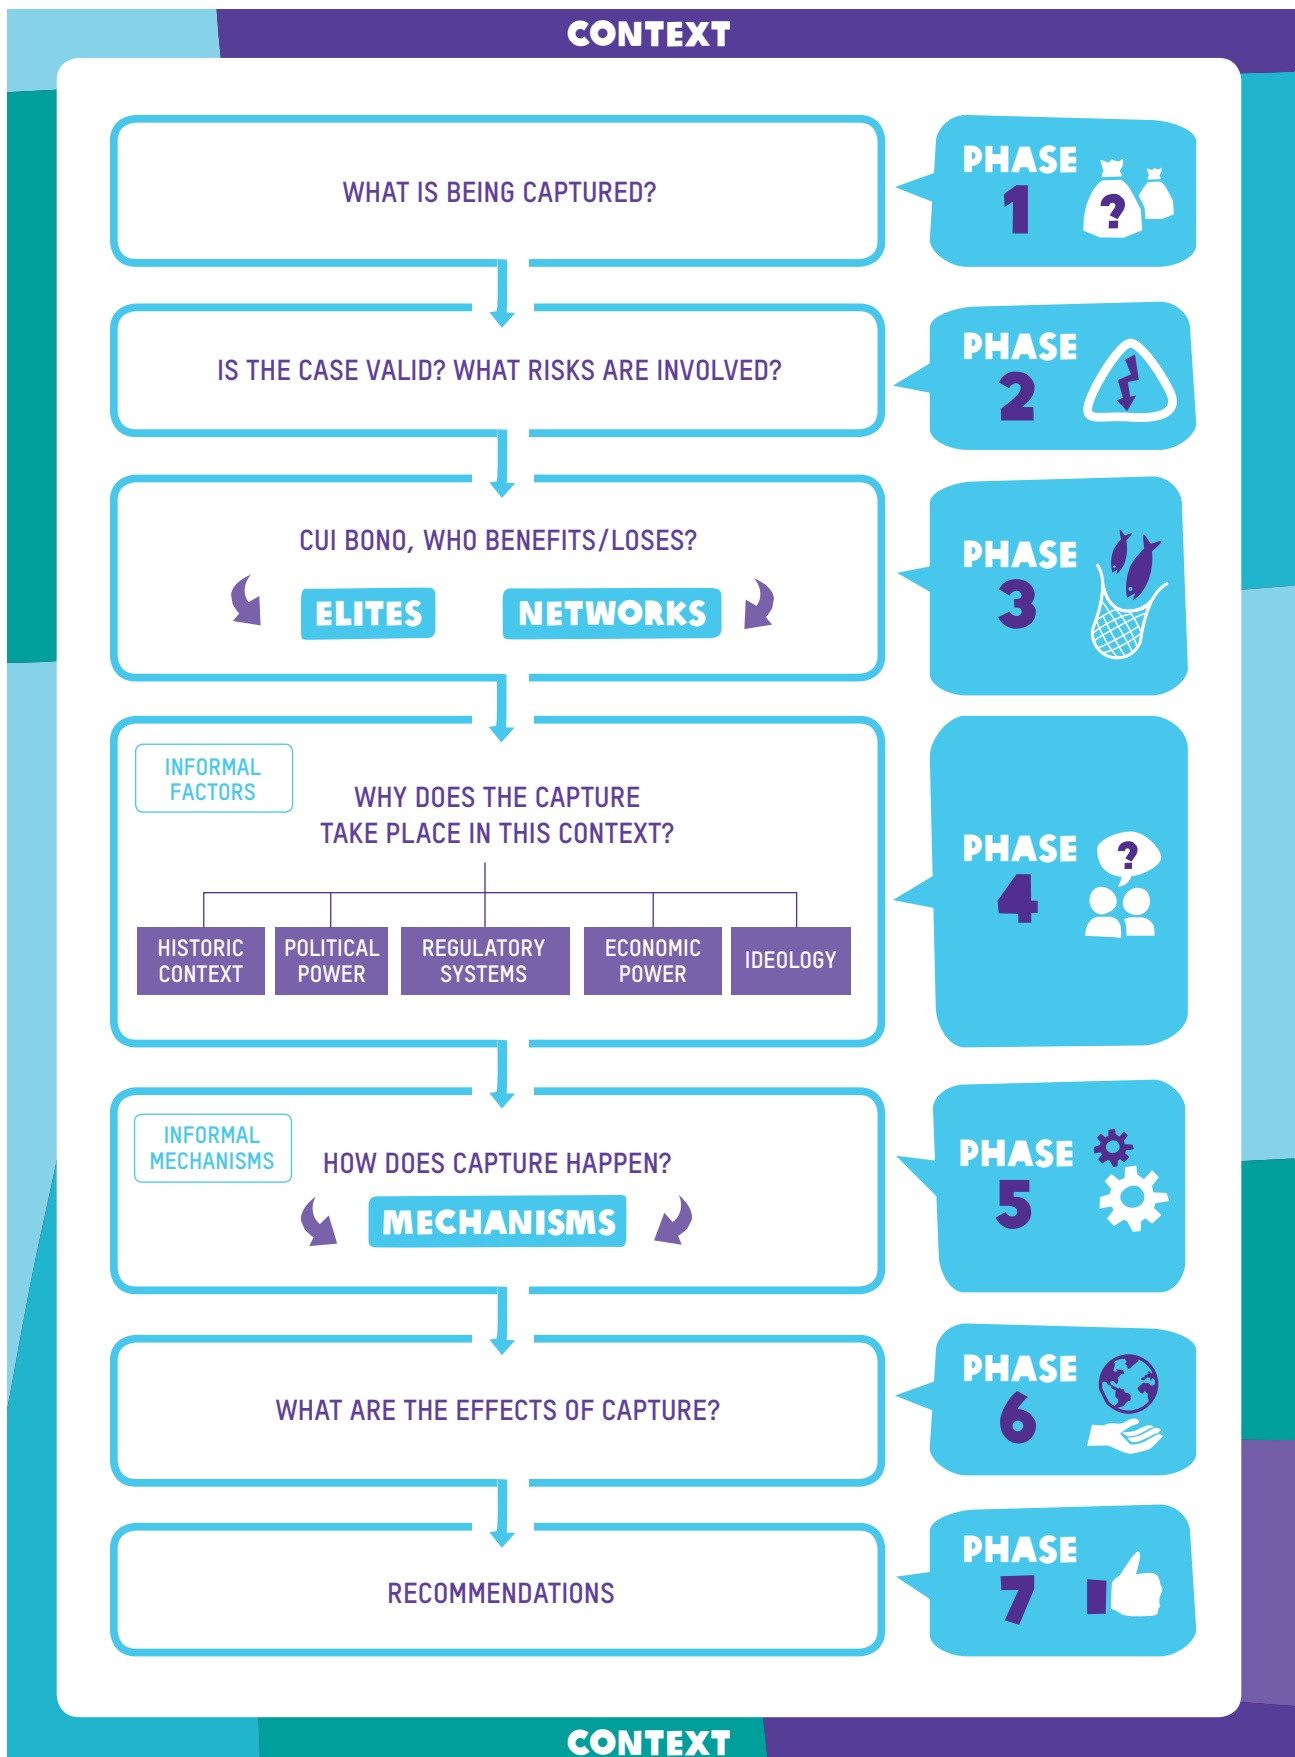 CONTEXT
WHAT IS BEING CAPTURED?
PHASE
1
?
IS THE CASE VALID? WHAT RISKS ARE INVOLVED?
PHASE
2
CUI BONO, WHO BENEFITS/LOSES?
ELITES
NETWORKS
PHASE
3
INFORMAL
FACTORS
WHY DOES THE CAPTURE
TAKE PLACE IN THIS CONTEXT?
HISTORIC
CONTEXT
POLITICAL
POWER
REGULATORY
SYSTEMS
ECONOMIC
POWER
IDEOLOGY
PHASE
4
?
INFORMAL
MECHANISMS
HOW DOES CAPTURE HAPPEN?
MECHANISMS
PHASE
5
WHAT ARE THE EFFECTS OF CAPTURE?
PHASE
6
RECOMMENDATIONS
PHASE
7
CONTEXT